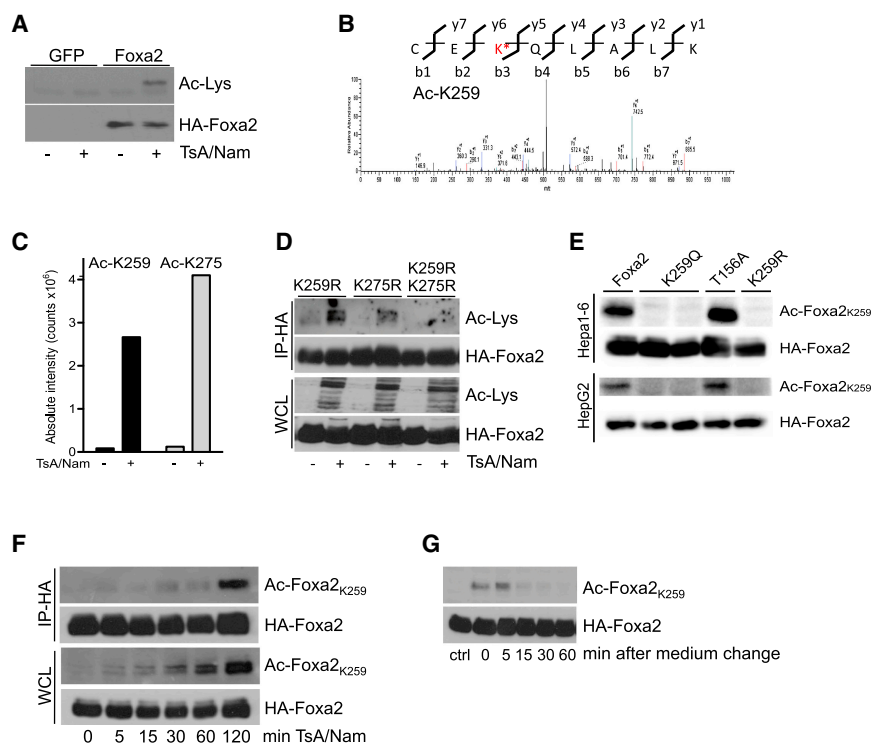 A
GFP Foxa2
Ac-Lys
HA-Foxa2
- + - + TsA/Nam
B
y7 y6 y5 y4 y3 y2 y1
C E K* Q L A L K
b1 b2 b3 b4 b5 b6 b7
Ac-K259
Relative Abundance
m/z
C
Ac-K259 Ac-K275
Absolute intensity (counts x10⁶)
4
3
2
1
0
TsA/Nam - + - +
D
K259R K275R K259R K275R
IP-HA
Ac-Lys
HA-Foxa2
WCL
Ac-Lys
HA-Foxa2
- + - + - + TsA/Nam
E
Foxa2 K259Q T156A K259R
Hepa1-6
Ac-Foxa2K259
HA-Foxa2
HepG2
Ac-Foxa2K259
HA-Foxa2
F
IP-HA
Ac-Foxa2K259
HA-Foxa2
WCL
Ac-Foxa2K259
HA-Foxa2
0 5 15 30 60 120 min TsA/Nam
G
Ac-Foxa2K259
HA-Foxa2
ctrl 0 5 15 30 60 min after medium change